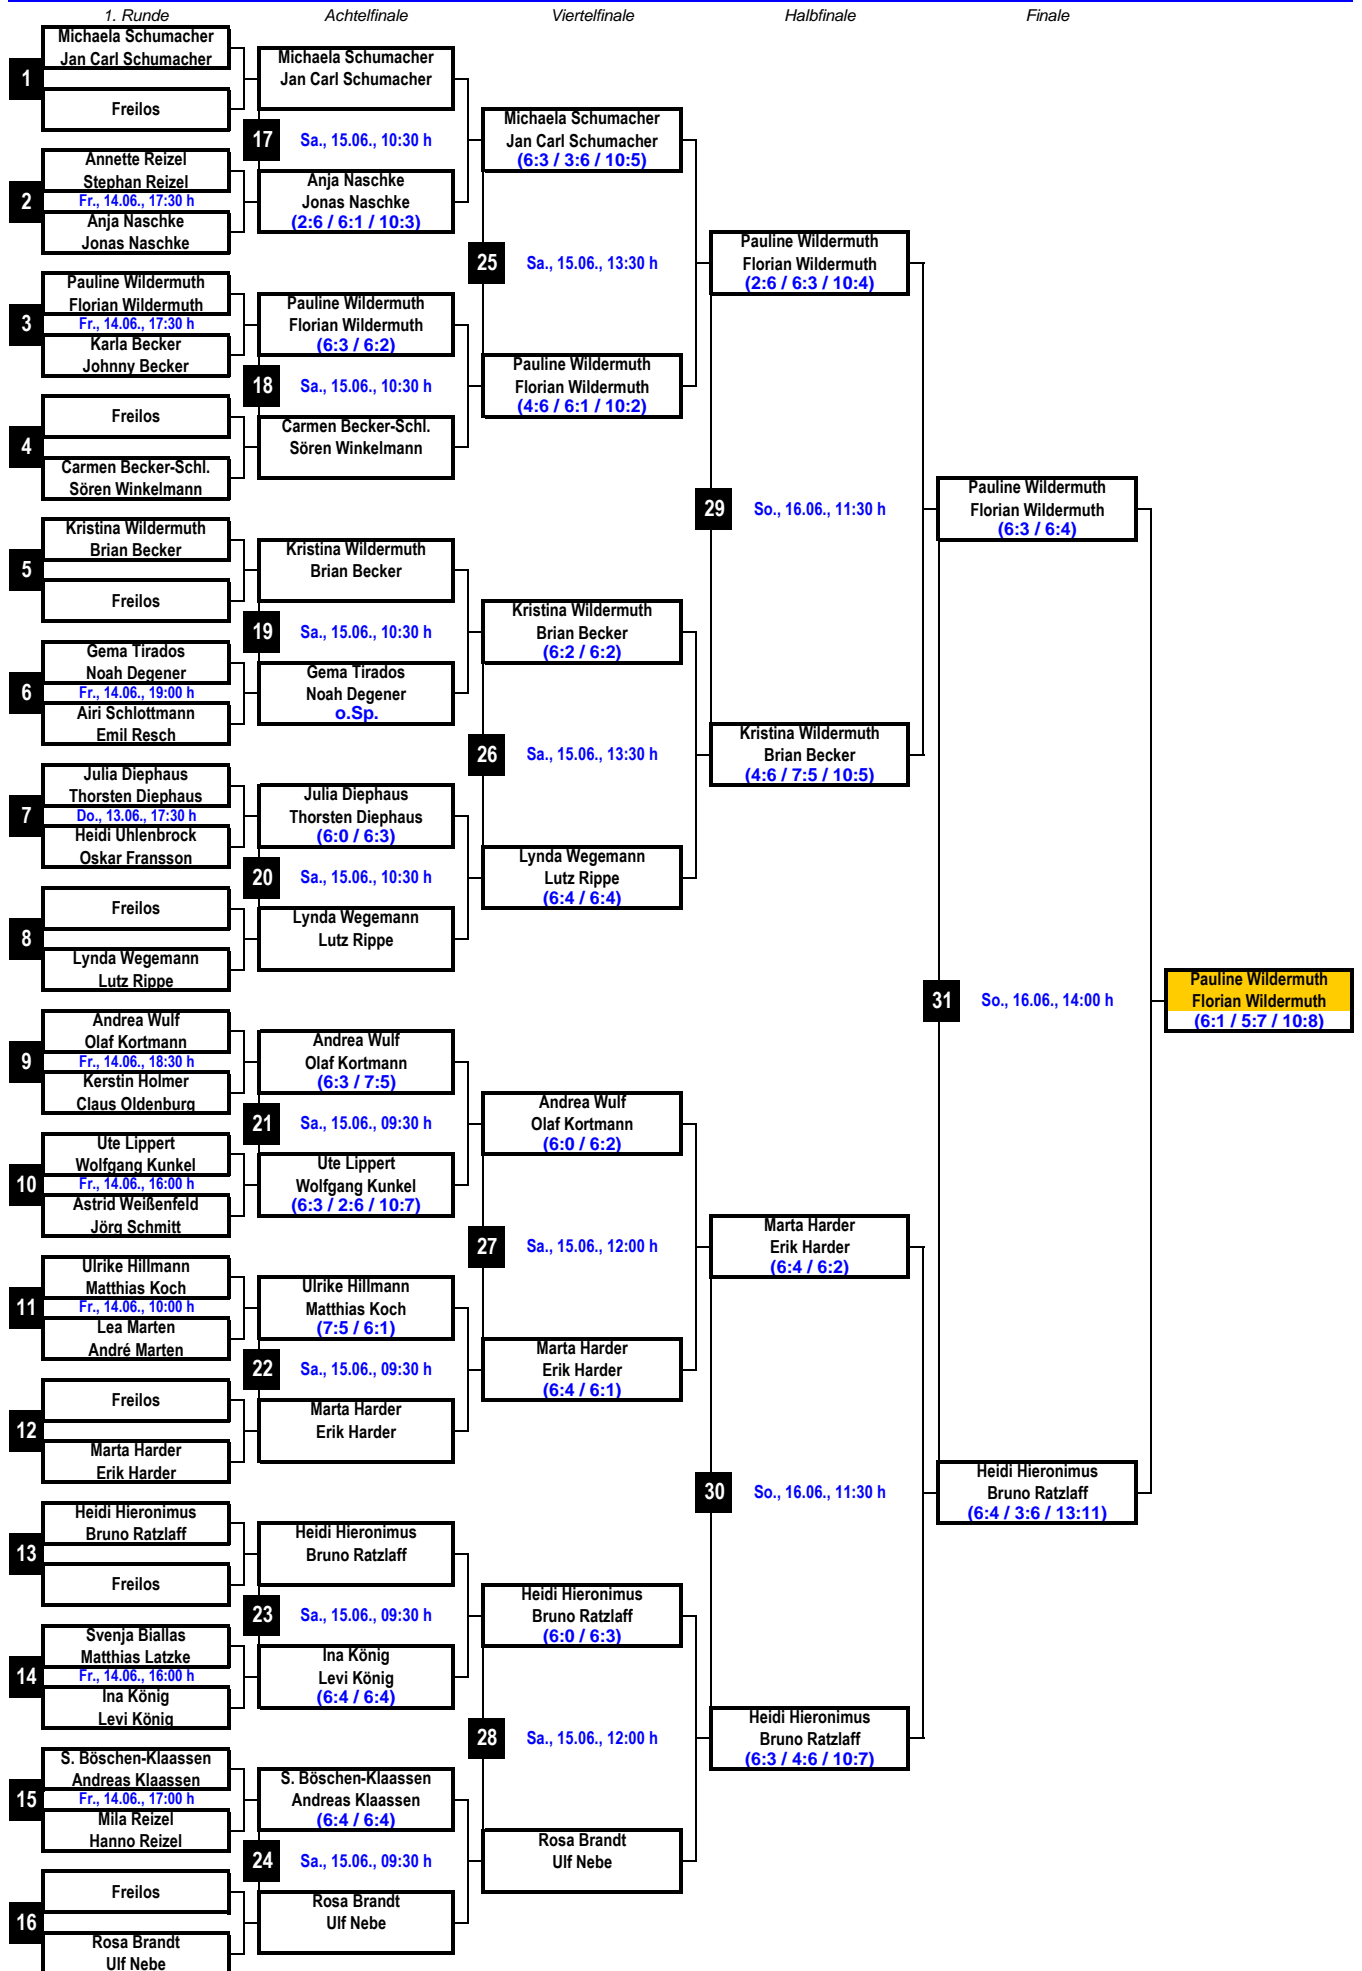 1. Runde
Achtelfinale
Viertelfinale
Halbfinale
Finale
1
Michaela Schumacher
Jan Carl Schumacher
Freilos
2
Annette Reizel
Stephan Reizel
Fr., 14.06., 17:30 h
Anja Naschke
Jonas Naschke
3
Pauline Wildermuth
Florian Wildermuth
Fr., 14.06., 17:30 h
Karla Becker
Johnny Becker
4
Freilos
Carmen Becker-Schl.
Sören Winkelmann
5
Kristina Wildermuth
Brian Becker
Freilos
6
Gema Tirados
Noah Degener
Fr., 14.06., 19:00 h
Airi Schlottmann
Emil Resch
7
Julia Diephaus
Thorsten Diephaus
Do., 13.06., 17:30 h
Heidi Uhlenbrock
Oskar Fransson
8
Freilos
Lynda Wegemann
Lutz Rippe
9
Andrea Wulf
Olaf Kortmann
Fr., 14.06., 18:30 h
Kerstin Holmer
Claus Oldenburg
10
Ute Lippert
Wolfgang Kunkel
Fr., 14.06., 16:00 h
Astrid Weißenfeld
Jörg Schmitt
11
Ulrike Hillmann
Matthias Koch
Fr., 14.06., 10:00 h
Lea Marten
André Marten
12
Freilos
Marta Harder
Erik Harder
13
Heidi Hieronimus
Bruno Ratzlaff
Freilos
14
Svenja Biallas
Matthias Latzke
Fr., 14.06., 16:00 h
Ina König
Levi König
15
S. Böschen-Klaassen
Andreas Klaassen
Fr., 14.06., 17:00 h
Mila Reizel
Hanno Reizel
16
Freilos
Rosa Brandt
Ulf Nebe
Michaela Schumacher
Jan Carl Schumacher
17
Sa., 15.06., 10:30 h
Anja Naschke
Jonas Naschke
(2:6 / 6:1 / 10:3)
Pauline Wildermuth
Florian Wildermuth
(6:3 / 6:2)
18
Sa., 15.06., 10:30 h
Carmen Becker-Schl.
Sören Winkelmann
Kristina Wildermuth
Brian Becker
19
Sa., 15.06., 10:30 h
Gema Tirados
Noah Degener
o.Sp.
Julia Diephaus
Thorsten Diephaus
(6:0 / 6:3)
20
Sa., 15.06., 10:30 h
Lynda Wegemann
Lutz Rippe
Andrea Wulf
Olaf Kortmann
(6:3 / 7:5)
21
Sa., 15.06., 09:30 h
Ute Lippert
Wolfgang Kunkel
(6:3 / 2:6 / 10:7)
Ulrike Hillmann
Matthias Koch
(7:5 / 6:1)
22
Sa., 15.06., 09:30 h
Marta Harder
Erik Harder
Heidi Hieronimus
Bruno Ratzlaff
23
Sa., 15.06., 09:30 h
Ina König
Levi König
(6:4 / 6:4)
S. Böschen-Klaassen
Andreas Klaassen
(6:4 / 6:4)
24
Sa., 15.06., 09:30 h
Rosa Brandt
Ulf Nebe
Michaela Schumacher
Jan Carl Schumacher
(6:3 / 3:6 / 10:5)
25
Sa., 15.06., 13:30 h
Pauline Wildermuth
Florian Wildermuth
(4:6 / 6:1 / 10:2)
Kristina Wildermuth
Brian Becker
(6:2 / 6:2)
26
Sa., 15.06., 13:30 h
Lynda Wegemann
Lutz Rippe
(6:4 / 6:4)
Andrea Wulf
Olaf Kortmann
(6:0 / 6:2)
27
Sa., 15.06., 12:00 h
Marta Harder
Erik Harder
(6:4 / 6:1)
Heidi Hieronimus
Bruno Ratzlaff
(6:0 / 6:3)
28
Sa., 15.06., 12:00 h
Rosa Brandt
Ulf Nebe
Pauline Wildermuth
Florian Wildermuth
(2:6 / 6:3 / 10:4)
29
So., 16.06., 11:30 h
Kristina Wildermuth
Brian Becker
(4:6 / 7:5 / 10:5)
Marta Harder
Erik Harder
(6:4 / 6:2)
30
So., 16.06., 11:30 h
Heidi Hieronimus
Bruno Ratzlaff
(6:3 / 4:6 / 10:7)
Pauline Wildermuth
Florian Wildermuth
(6:3 / 6:4)
31
So., 16.06., 14:00 h
Heidi Hieronimus
Bruno Ratzlaff
(6:4 / 3:6 / 13:11)
Pauline Wildermuth
Florian Wildermuth
(6:1 / 5:7 / 10:8)